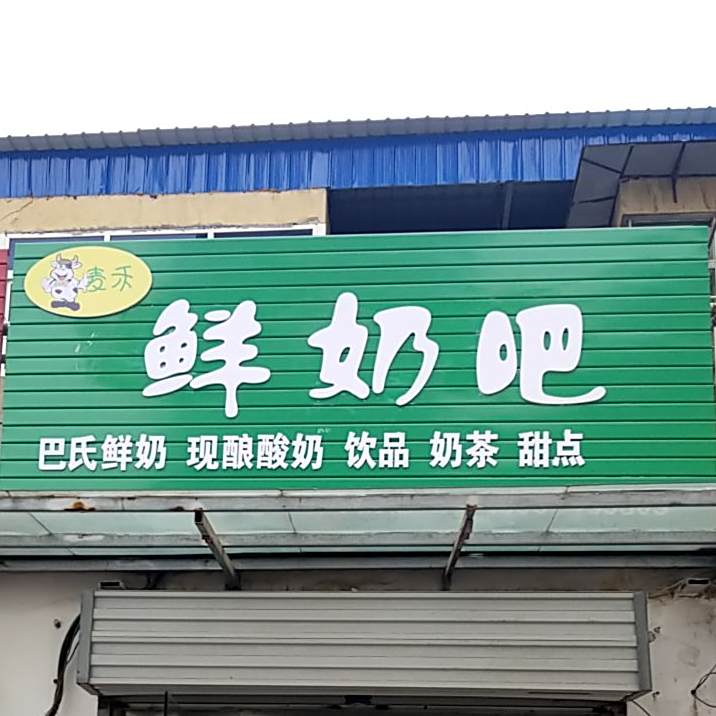 麦禾
鲜奶吧
巴氏鲜奶 现酿酸奶 饮品 奶茶 甜点